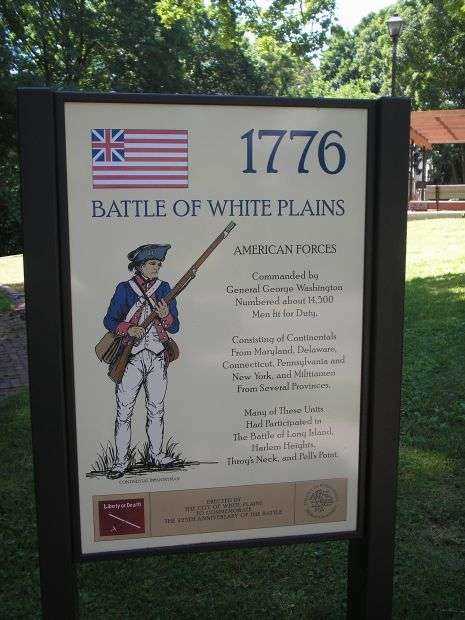 1776
BATTLE OF WHITE PLAINS
AMERICAN FORCES
Commanded by
General George Washington
Numbered about 14,500
Men fit for Duty.
Consisting of Continentals
From Maryland, Delaware,
Connecticut, Pennsylvania and
New York, and Militiamen
From Several Provinces.
Many of These Units
Had Participated in
The Battle of Long Island,
Harlem Heights,
Throg's Neck, and Pell's Point.
CONTINENTAL INFANTRYMAN
Liberty or Death
ERECTED BY
THE CITY OF WHITE PLAINS
TO COMMEMORATE
THE 225TH ANNIVERSARY OF THE BATTLE